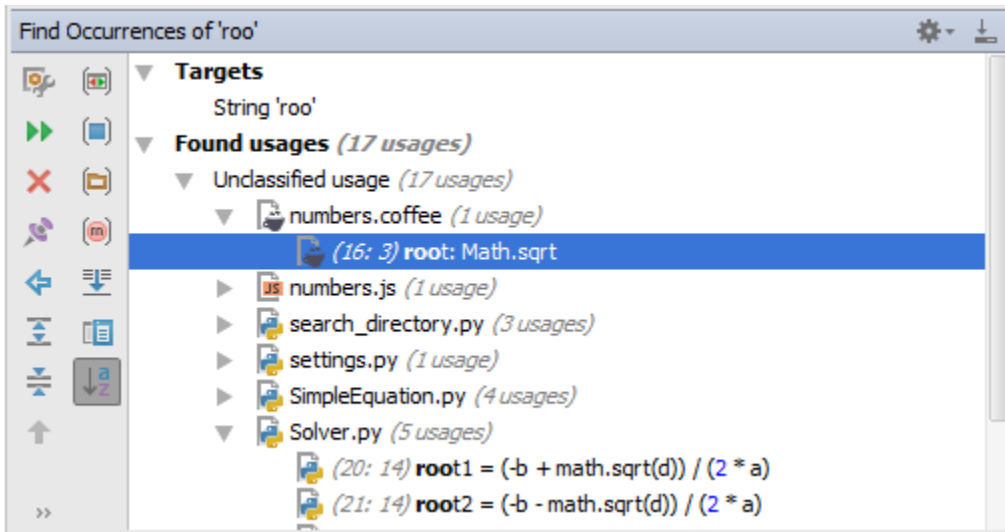 Find Occurrences of 'roo'
Targets
String 'roo'
Found usages (17 usages)
Unclassified usage (17 usages)
numbers.coffee (1 usage)
(16: 3) root: Math.sqrt
numbers.js (1 usage)
search_directory.py (3 usages)
settings.py (1 usage)
SimpleEquation.py (4 usages)
Solver.py (5 usages)
(20: 14) root1 = (-b + math.sqrt(d)) / (2 * a)
(21: 14) root2 = (-b - math.sqrt(d)) / (2 * a)